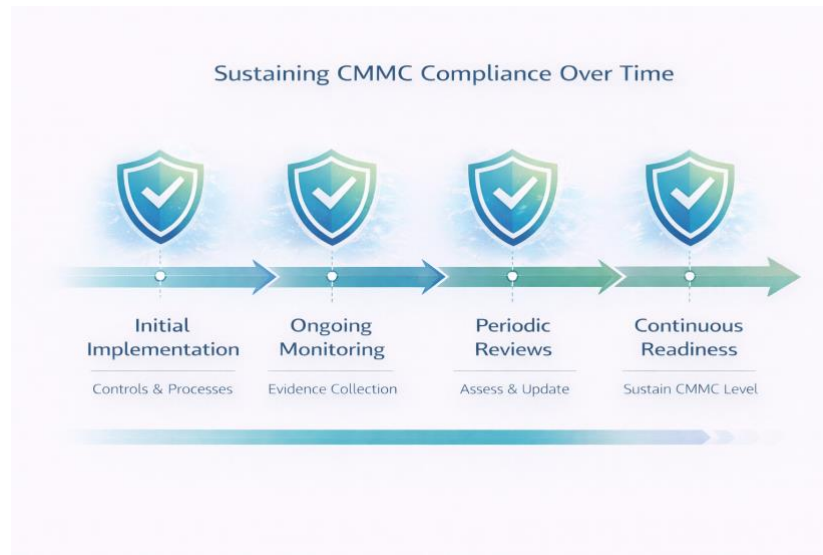 Sustaining CMMC Compliance Over Time
Initial
Implementation
Controls & Processes
Ongoing
Monitoring
Evidence Collection
Periodic
Reviews
Assess & Update
Continuous
Readiness
Sustain CMMC Level